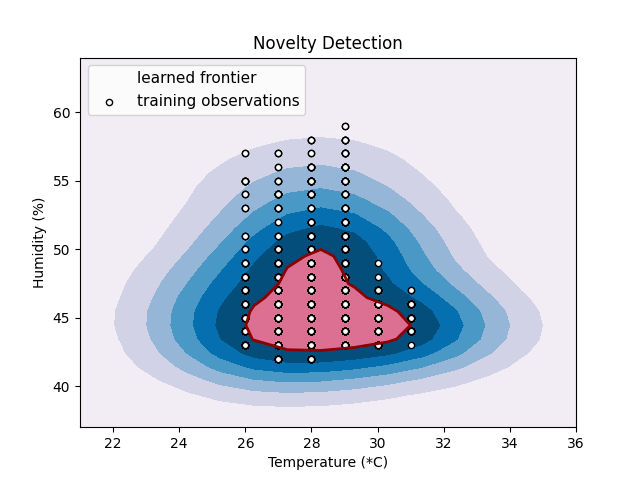 Novelty Detection
learned frontier
training observations
60
55
50
45
40
Humidity (%)
22 24 26 28 30 32 34 36
Temperature (*C)